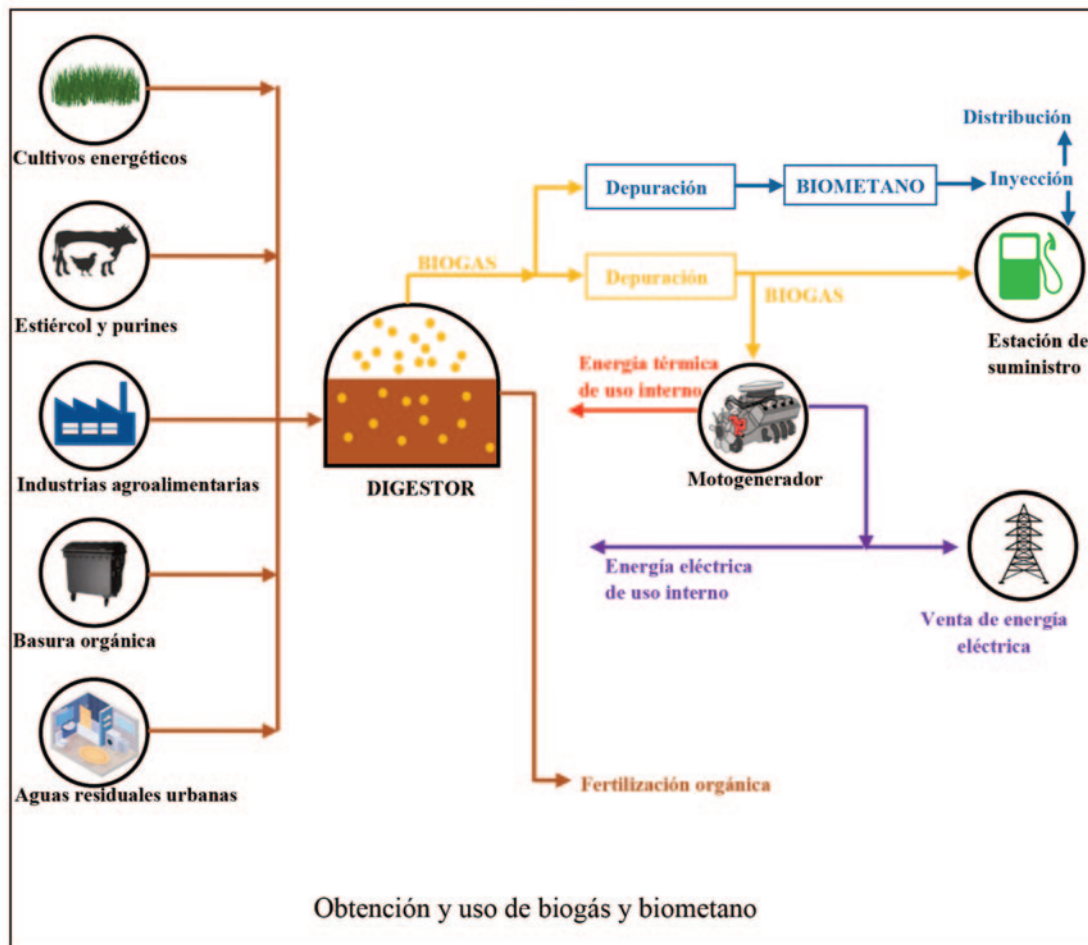 Cultivos energéticos
Estiércol y purines
Industrias agroalimentarias
Basura orgánica
Aguas residuales urbanas
DIGESTOR
BIOGAS
Depuración
BIOMETANO
Inyección
Distribución
Depuración
BIOGAS
Estación de
suministro
Energía térmica
de uso interno
Motogenerador
Energía eléctrica
de uso interno
Venta de energía
eléctrica
Fertilización orgánica
Obtención y uso de biogás y biometano